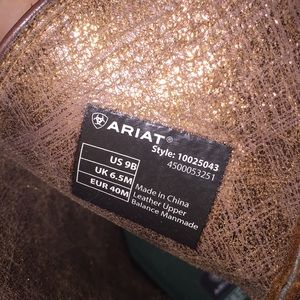 ARIAT®
Style: 10025043
4500053251
US 9B
UK 6.5M
EUR 40M
Made in China
Leather Upper
Balance Manmade